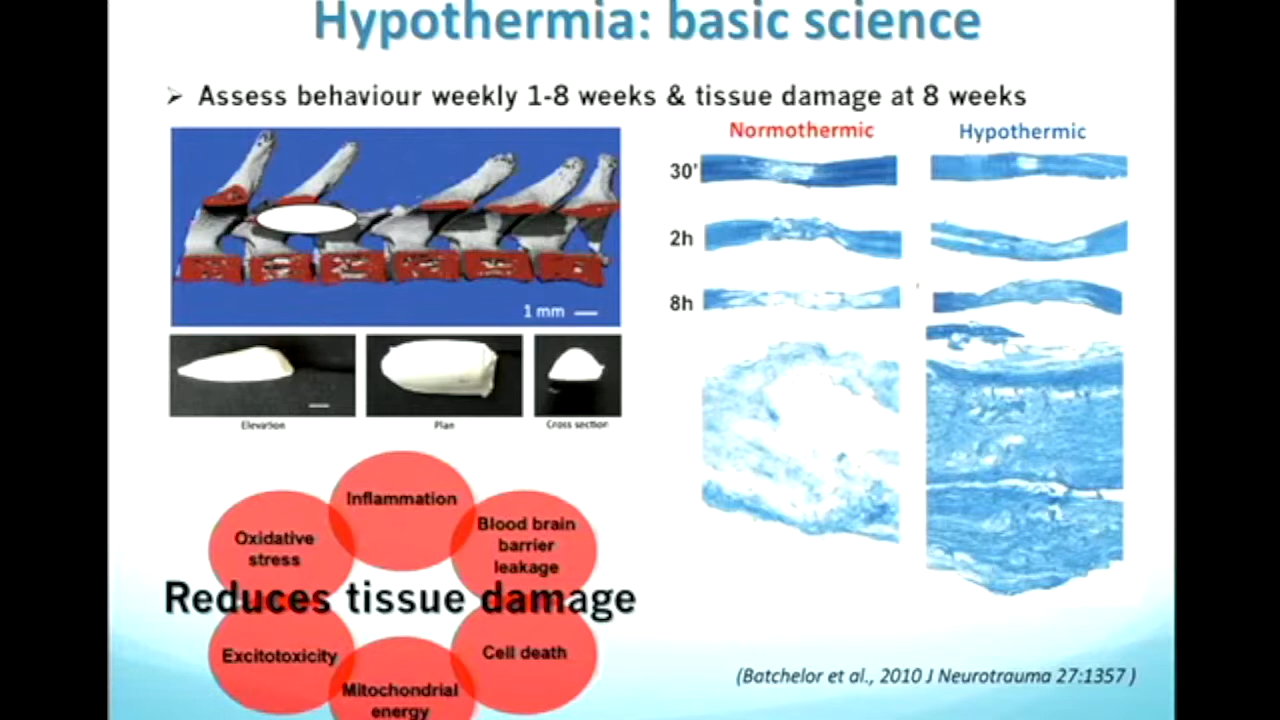 Hypothermia: basic science
➢ Assess behaviour weekly 1-8 weeks & tissue damage at 8 weeks
Normothermic
Hypothermic
30'
2h
8h
1 mm
Elevation
Plan
Cross section
Inflammation
Oxidative
stress
Blood brain
barrier
leakage
Reduces tissue damage
Excitotoxicity
Cell death
Mitochondrial
energy
(Batchelor et al., 2010 J Neurotrauma 27:1357 )